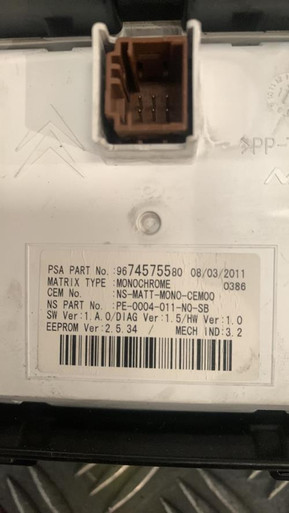 >PP-
PSA PART No. :9674575580 08/03/2011
MATRIX TYPE :MONOCHROME 0386
CEM No. :NS-MATT-MONO-CEM00
NS PART No. :PE-0004-011-N0-SB
SW Ver:1.A.0/DIAG Ver:1.5/HW Ver:1.0
EEPROM Ver:2.5.34 / MECH IND:3.2